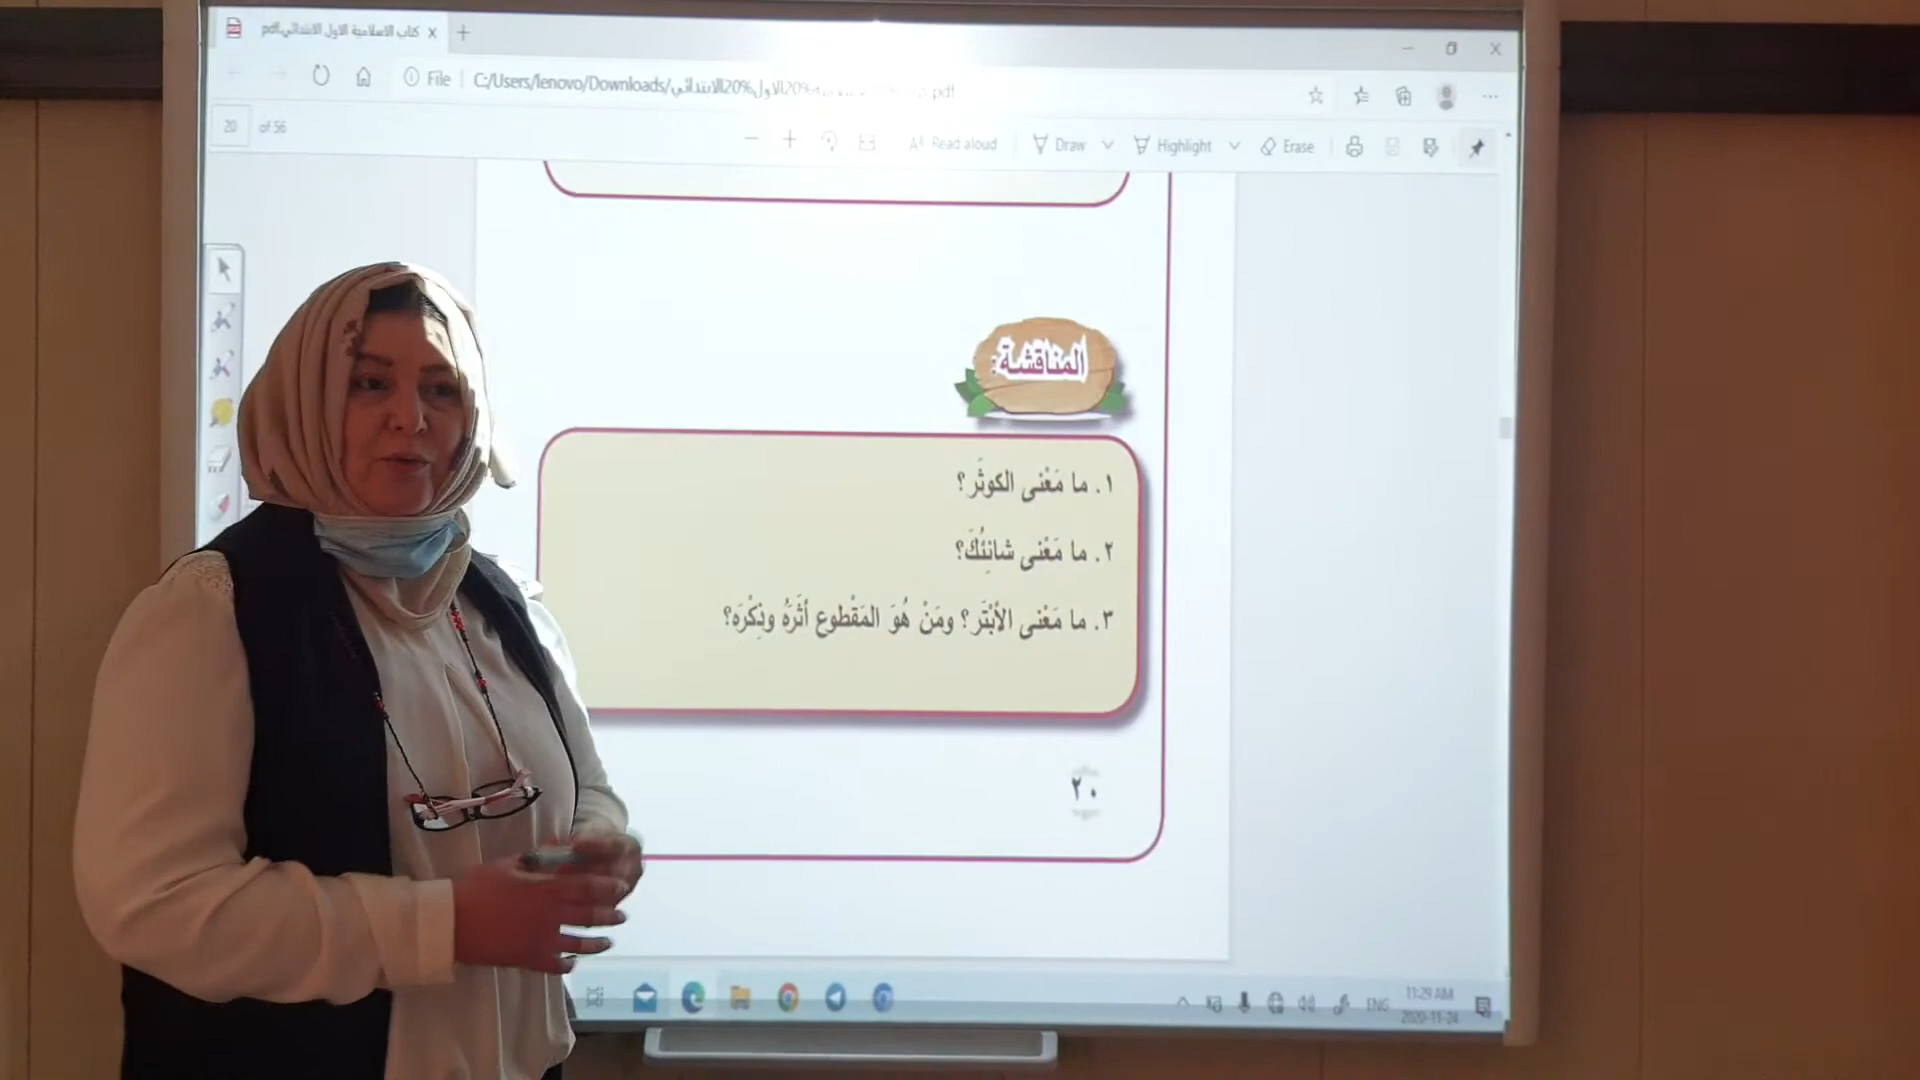 كتاب الاسلامية الاول الابتدائي.pdf
File
C:/Users/lenovo/Downloads/
20 of 56
Read aloud
Draw
Highlight
Erase
المناقشة:
١. ما مَعْنى الكوثَر؟
٢. ما مَعْنى شانِئُكَ؟
٣. ما مَعْنى الأبْتَر؟ ومَنْ هُوَ المَقْطوع أثَرَهُ وذِكْرَه؟
٢٠
ENG
11:29 AM
2020-11-24